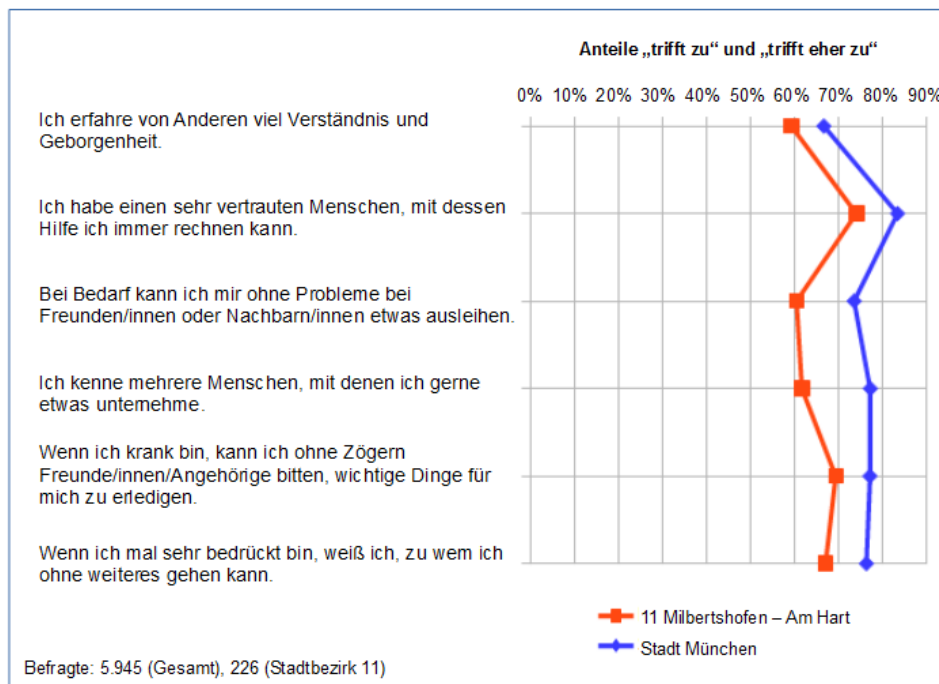 Anteile „trifft zu“ und „trifft eher zu“
0% 10% 20% 30% 40% 50% 60% 70% 80% 90%
Ich erfahre von Anderen viel Verständnis und
Geborgenheit.
Ich habe einen sehr vertrauten Menschen, mit dessen
Hilfe ich immer rechnen kann.
Bei Bedarf kann ich mir ohne Probleme bei
Freunden/innen oder Nachbarn/innen etwas ausleihen.
Ich kenne mehrere Menschen, mit denen ich gerne
etwas unternehme.
Wenn ich krank bin, kann ich ohne Zögern
Freunde/innen/Angehörige bitten, wichtige Dinge für
mich zu erledigen.
Wenn ich mal sehr bedrückt bin, weiß ich, zu wem ich
ohne weiteres gehen kann.
11 Milbertshofen – Am Hart
Stadt München
Befragte: 5.945 (Gesamt), 226 (Stadtbezirk 11)